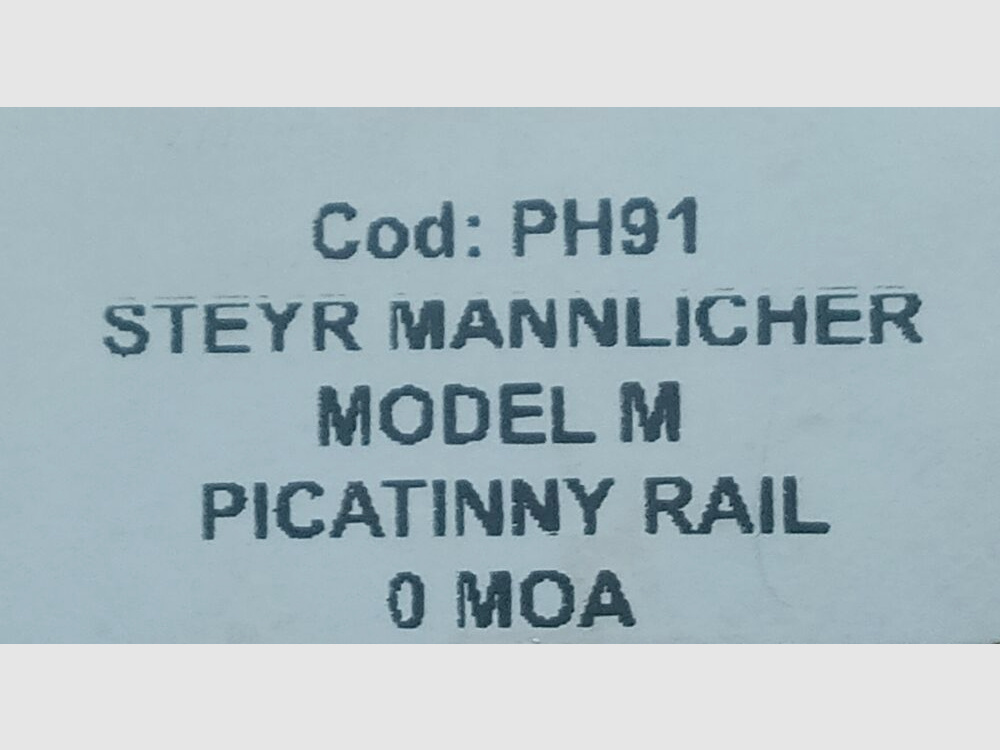 Cod: PH91
STEYR MANNLICHER
MODEL M
PICATINNY RAIL
0 MOA